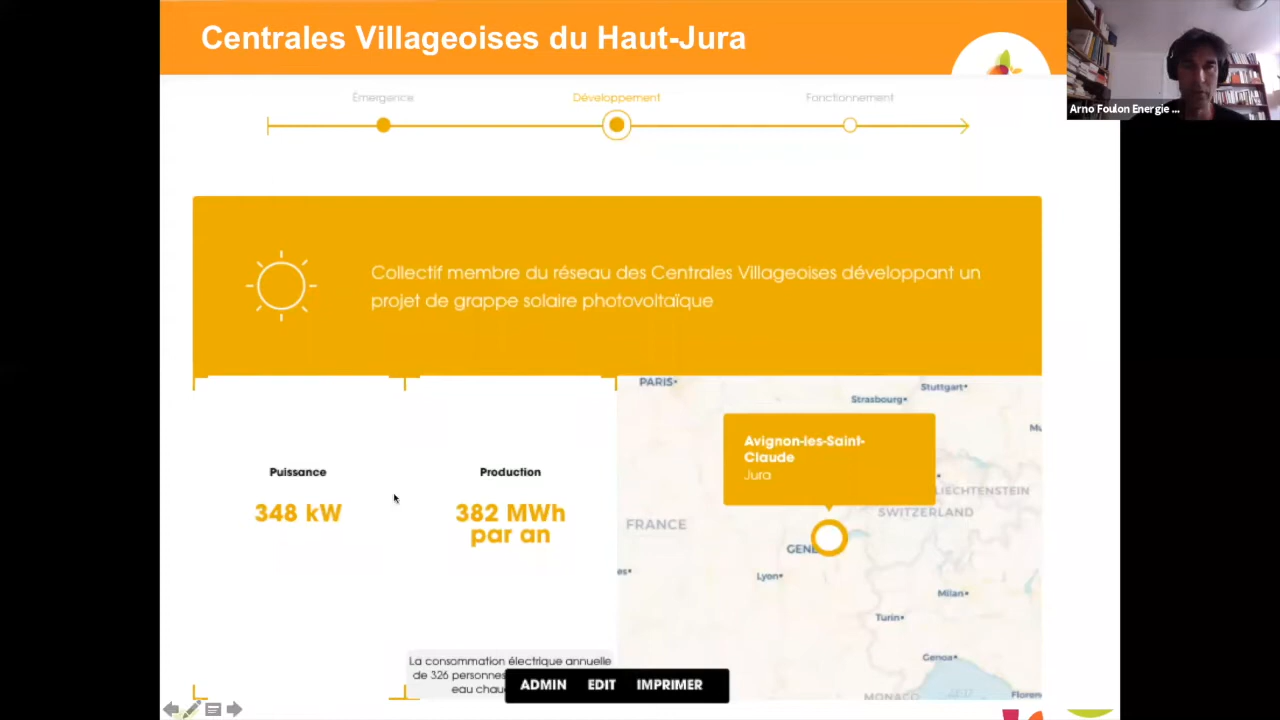 Centrales Villageoises du Haut-Jura
Arno Foulon Energie ...
Émergence
Développement
Fonctionnement
Collectif membre du réseau des Centrales Villageoises développant un
projet de grappe solaire photovoltaïque
Puissance
348 kW
Production
382 MWh
par an
PARIS
Stuttgart
Strasbourg
Avignon-les-Saint-
Claude
Jura
LIECHTENSTEIN
SWITZERLAND
FRANCE
Lyon
Milan
Turin
Genoa
MONACO
La consommation électrique annuelle
de 326 personnes
ADMIN EDIT IMPRIMER